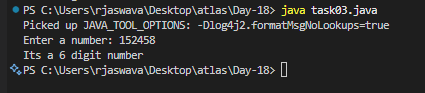 PS C:\Users\rjaswava\Desktop\atlas\Day-18> java task03.java
Picked up JAVA_TOOL_OPTIONS: -Dlog4j2.formatMsgNoLookups=true
Enter a number: 152458
Its a 6 digit number
PS C:\Users\rjaswava\Desktop\atlas\Day-18>